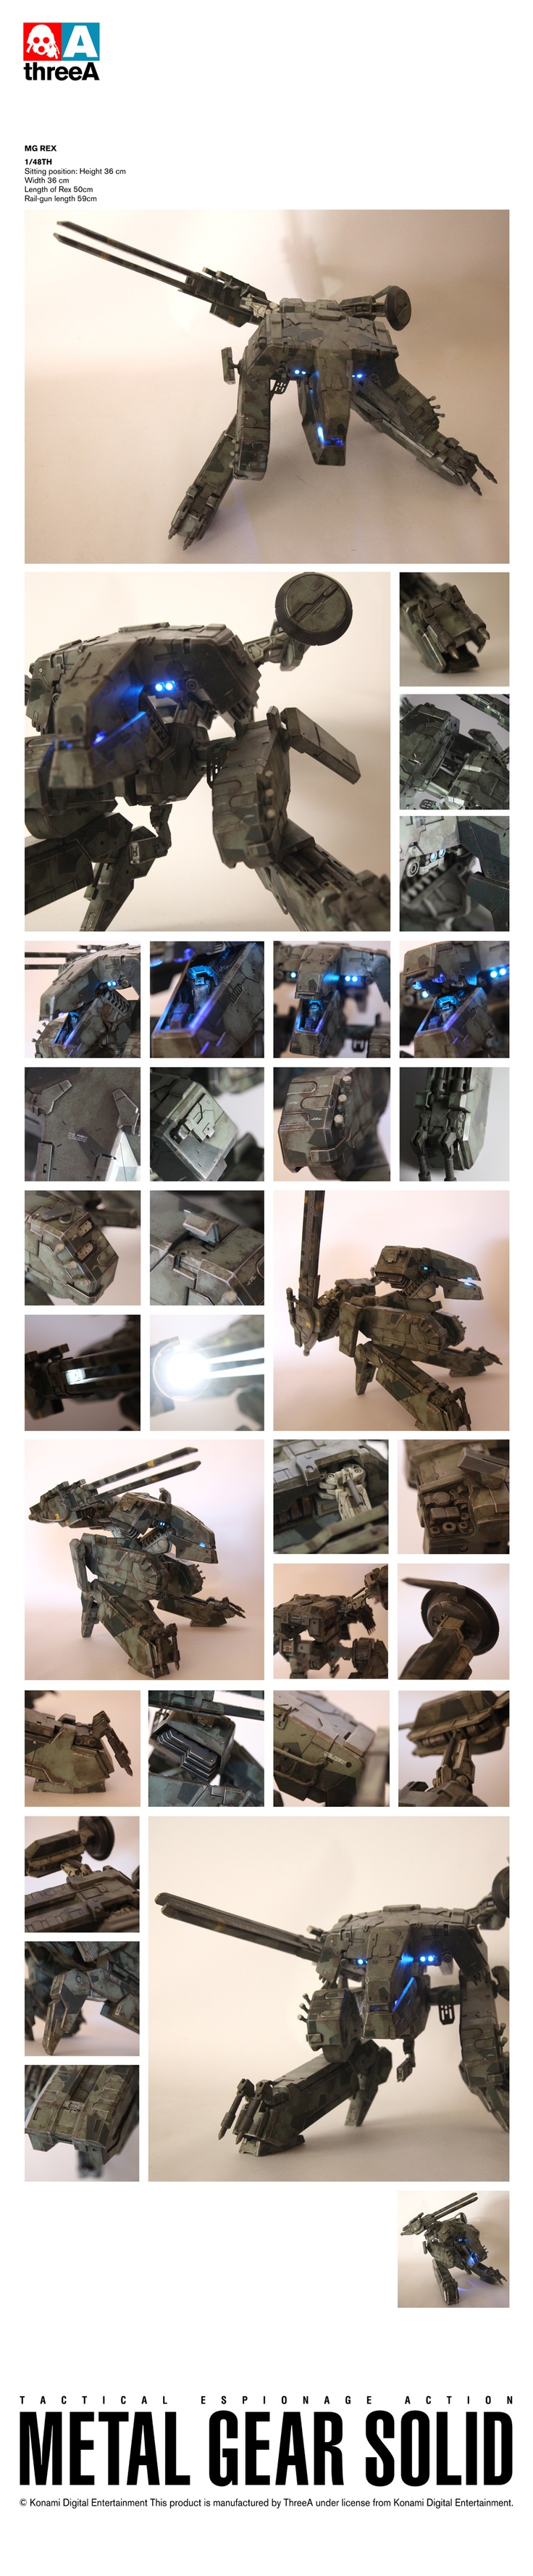 A
threeA
MG REX
1/48TH
Sitting position: Height 36 cm
Width 36 cm
Length of Rex 50cm
Rail-gun length 59cm
TACTICAL ESPIONAGE ACTION
METAL GEAR SOLID
© Konami Digital Entertainment This product is manufactured by ThreeA under license from Konami Digital Entertainment.